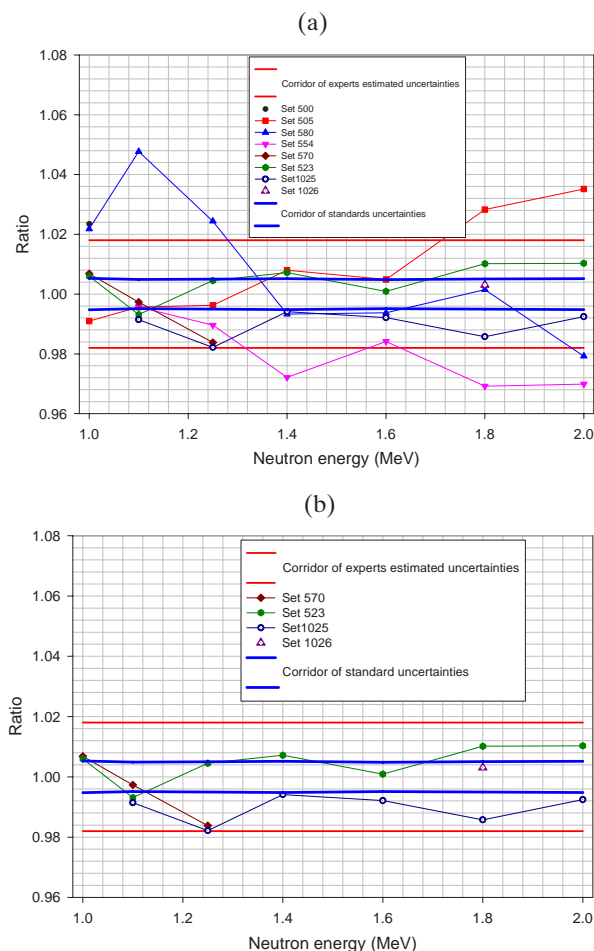 (a)
1.08
1.06
1.04
1.02
1.00
0.98
0.96
Ratio
Corridor of experts estimated uncertainties
Set 500
Set 505
Set 580
Set 554
Set 570
Set 523
Set1025
Set 1026
Corridor of standards uncertainties
1.0 1.2 1.4 1.6 1.8 2.0
Neutron energy (MeV)
(b)
1.08
1.06
1.04
1.02
1.00
0.98
0.96
Ratio
Corridor of experts estimated uncertainties
Set 570
Set 523
Set1025
Set 1026
Corridor of standard uncertainties
1.0 1.2 1.4 1.6 1.8 2.0
Neutron energy (MeV)